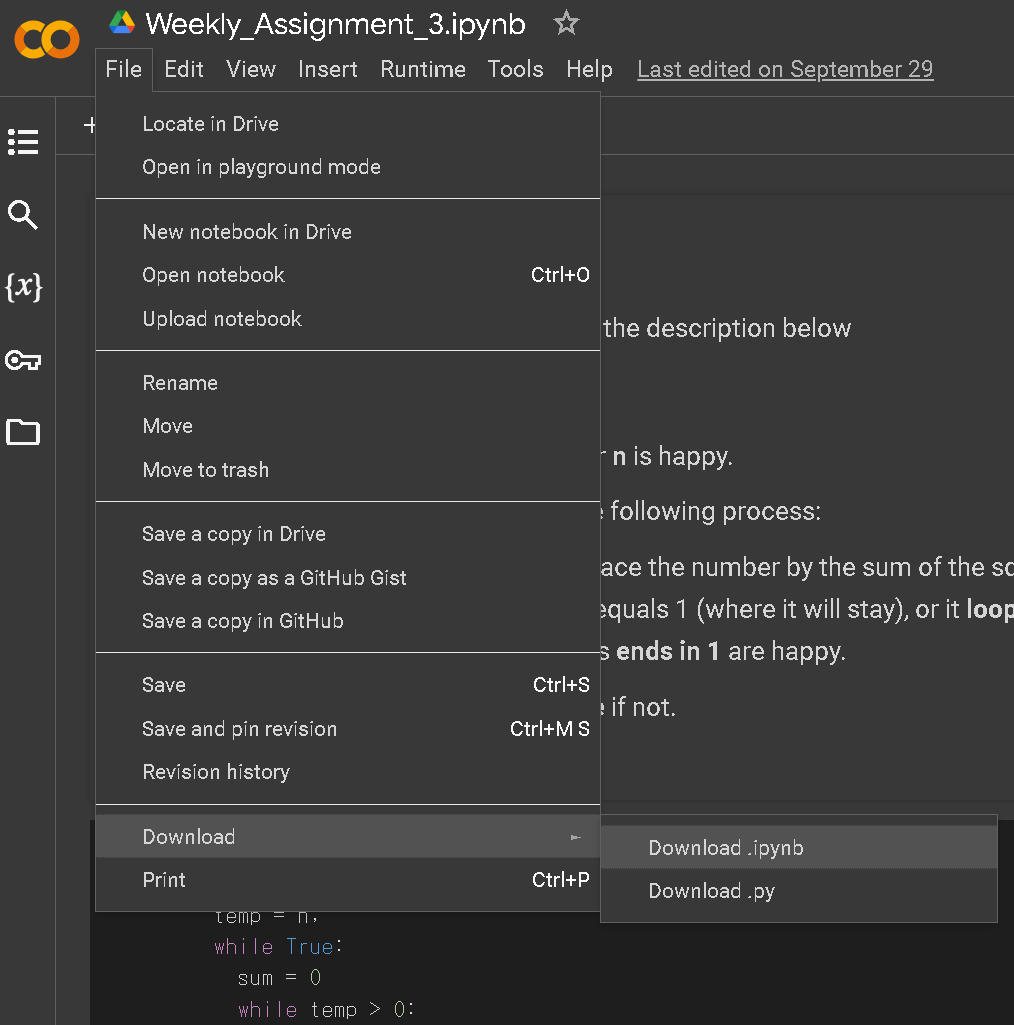 Weekly_Assignment_3.ipynb
File Edit View Insert Runtime Tools Help Last edited on September 29
Locate in Drive
Open in playground mode
New notebook in Drive
Open notebook Ctrl+O
Upload notebook
the description below
Rename
Move
n is happy.
Move to trash
following process:
Save a copy in Drive
Save a copy as a GitHub Gist
the number by the sum of the
Save a copy in GitHub
equals 1 (where it will stay), or it loop
ends in 1 are happy.
Save Ctrl+S
if not.
Save and pin revision Ctrl+M S
Revision history
Download
Download .ipynb
Print Ctrl+P
Download .py
temp = n
while True:
sum = 0
while temp > 0: